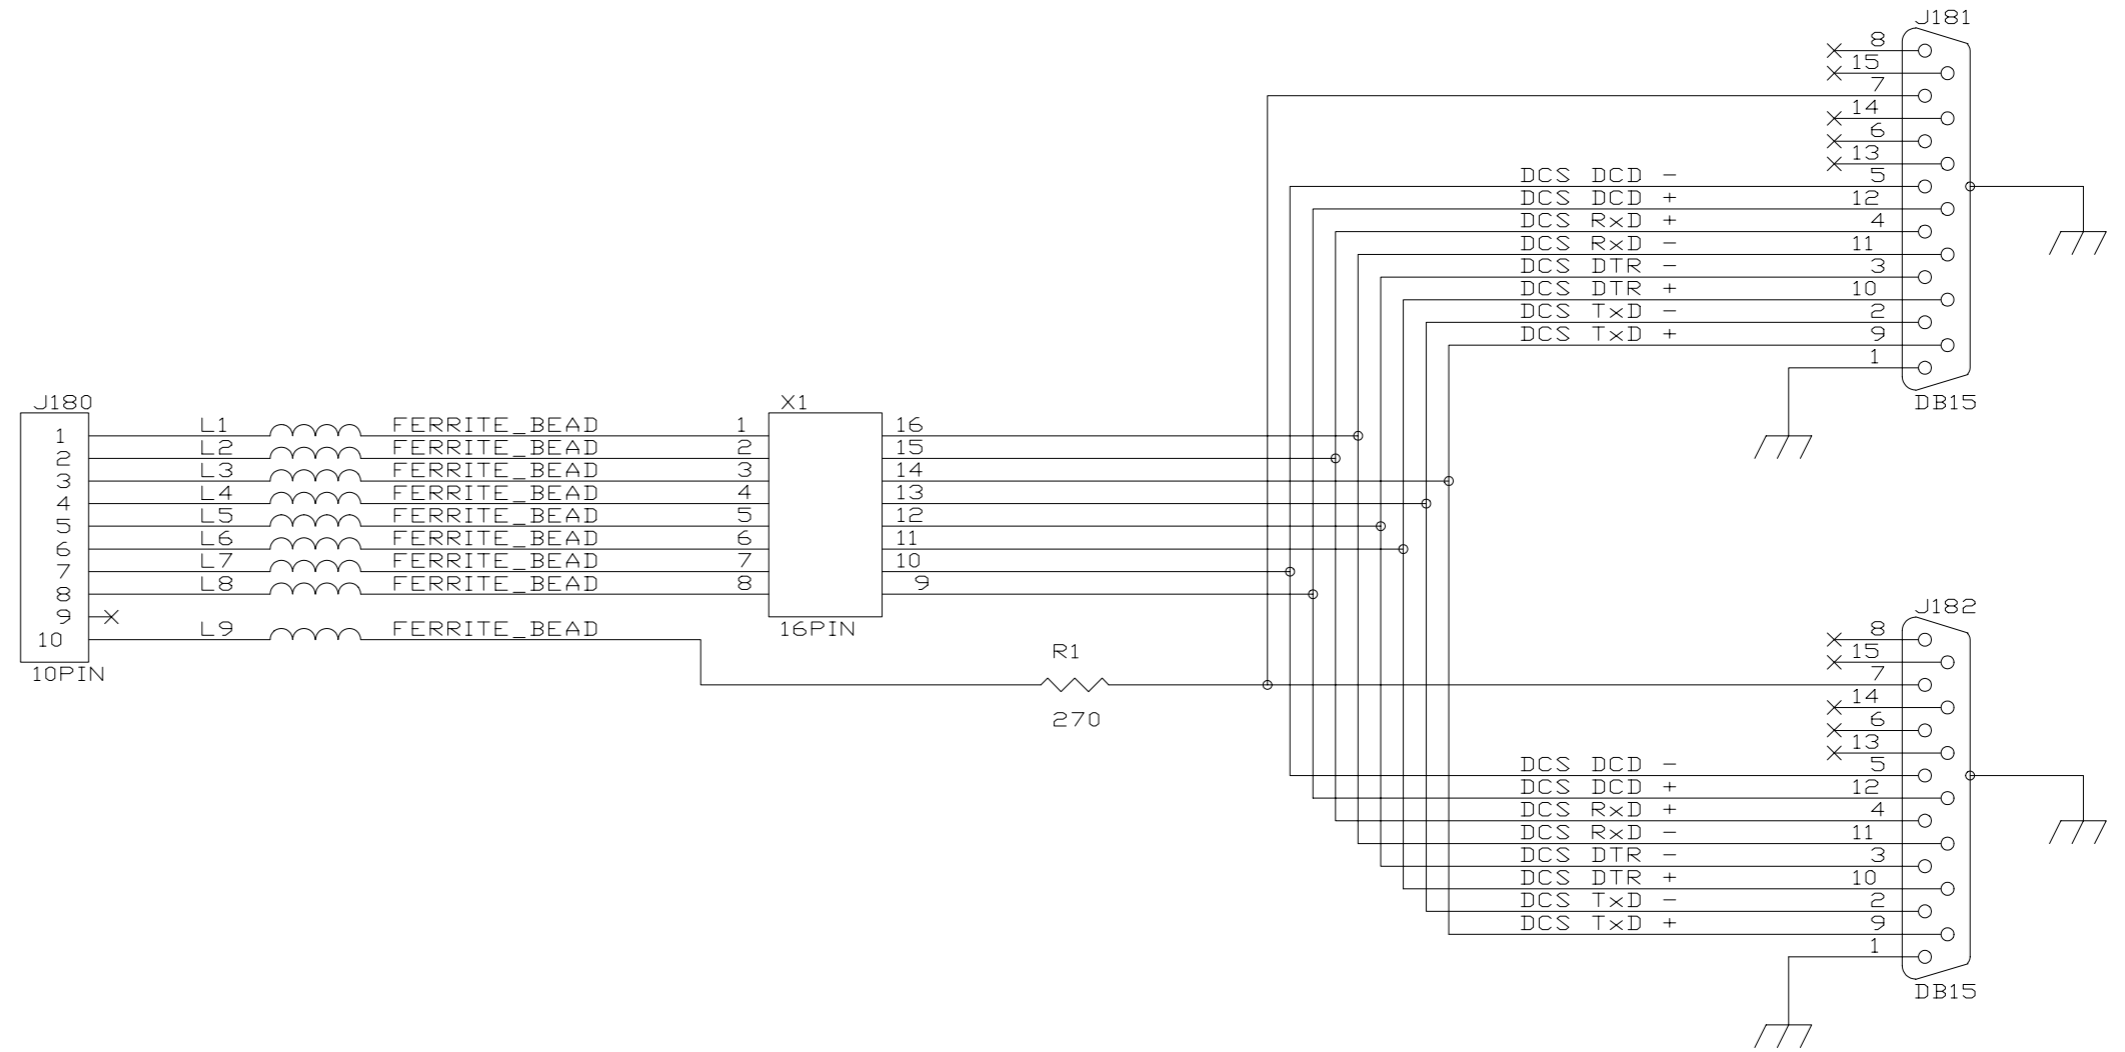 J181
8
15
7
14
6
13
DCS DCD - 5
DCS DCD + 12
DCS RxD + 4
DCS RxD - 11
DCS DTR - 3
DCS DTR + 10
DCS TxD - 2
DCS TxD + 9
1
DB15
J180
X1
1 L1 FERRITE_BEAD 1 16
2 L2 FERRITE_BEAD 2 15
3 L3 FERRITE_BEAD 3 14
4 L4 FERRITE_BEAD 4 13
5 L5 FERRITE_BEAD 5 12
6 L6 FERRITE_BEAD 6 11
7 L7 FERRITE_BEAD 7 10
8 L8 FERRITE_BEAD 8 9
9
10 L9 FERRITE_BEAD
16PIN
10PIN
R1
270
J182
8
15
7
14
6
13
DCS DCD - 5
DCS DCD + 12
DCS RxD + 4
DCS RxD - 11
DCS DTR - 3
DCS DTR + 10
DCS TxD - 2
DCS TxD + 9
1
DB15